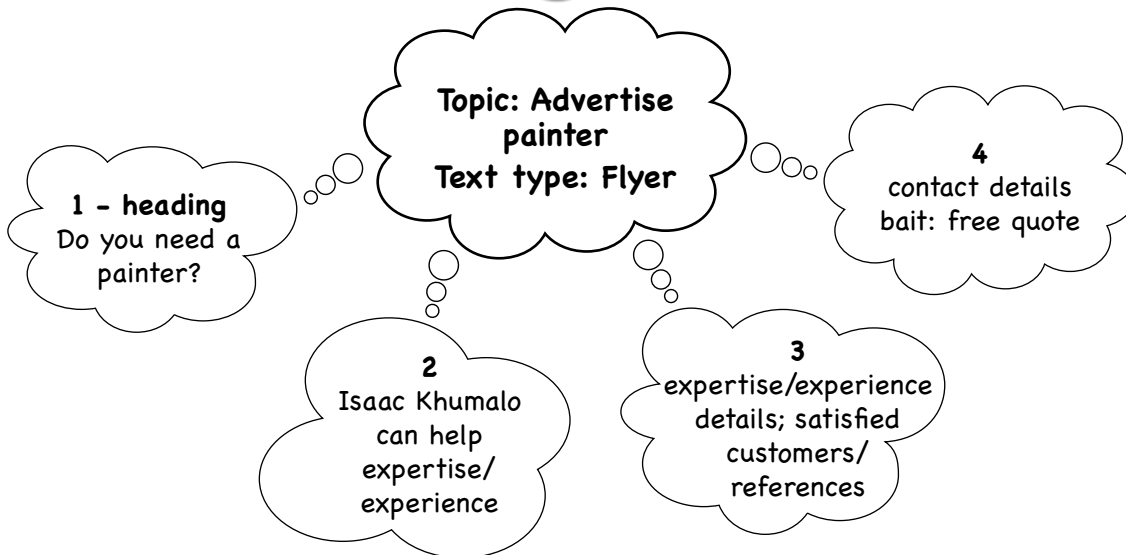 Topic: Advertise
painter
Text type: Flyer
1 - heading
Do you need a
painter?
2
Isaac Khumalo
can help
expertise/
experience
3
expertise/experience
details; satisfied
customers/
references
4
contact details
bait: free quote